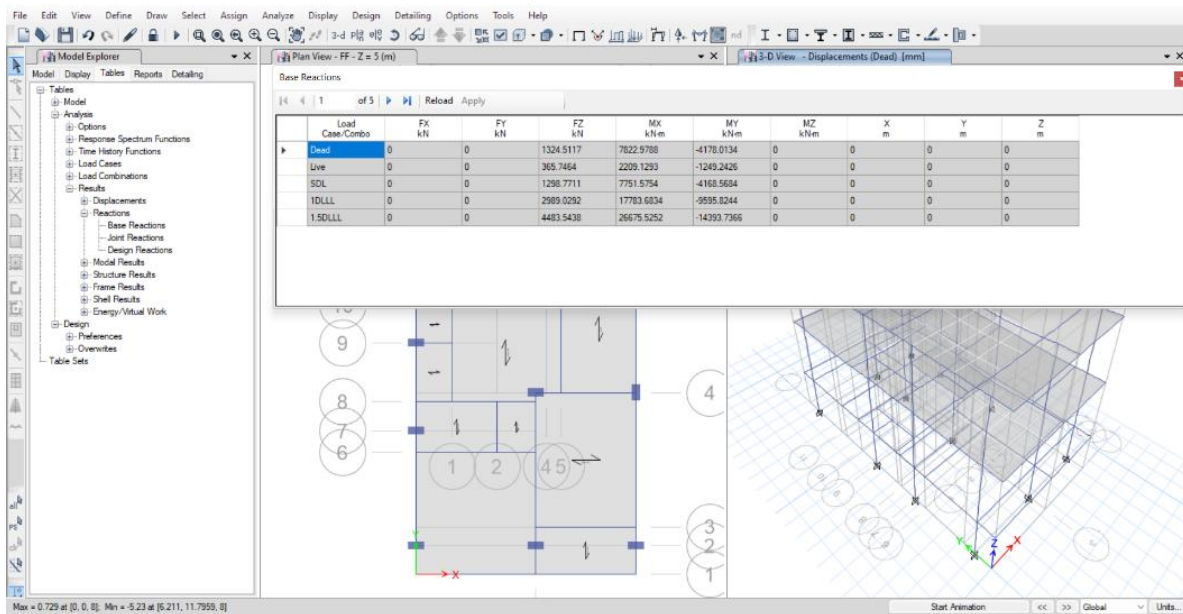 File Edit View Define Draw Select Assign Analyze Display Design Detailing Options Tools Help
3-d
nd
Model Explorer
Plan View - FF - Z = 5 (m)
3-D View - Displacements (Dead) [mm]
Model Display Tables Reports Detailing
Tables
Model
Analysis
Options
Response Spectrum Functions
Time History Functions
Load Cases
Load Combinations
Results
Displacements
Reactions
Base Reactions
Joint Reactions
Design Reactions
Modal Results
Structure Results
Frame Results
Shell Results
Energy/Virtual Work
Design
Preferences
Overwrites
Table Sets
Base Reactions
1 of 5 Reload Apply
Load Case/Combo FX kN FY kN FZ kN MX kN-m MY kN-m MZ kN-m X m Y m Z m
Dead 0 0 1324.5117 7822.9788 -4178.0134 0 0 0 0
Live 0 0 365.7464 2209.1293 -1249.2426 0 0 0 0
SDL 0 0 1298.7711 7751.5754 -4168.5684 0 0 0 0
1DLLL 0 0 2989.0292 17783.6834 -9595.8244 0 0 0 0
1.5DLLL 0 0 4483.5438 26675.5252 -14393.7366 0 0 0 0
9
8
7
6
4
1 2 4 5
3
2
1
Y
X
Y Z X
all
Max = 0.729 at [0, 0, 8]; Min = -5.23 at [6.211, 11.7959, 8]
Start Animation << >> Global Units...